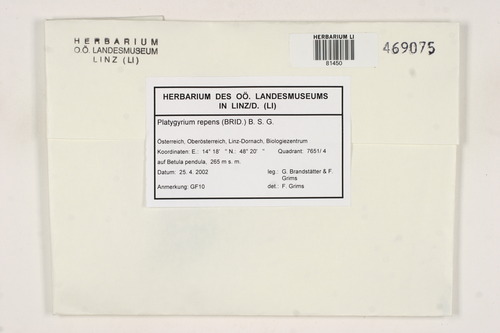 HERBARIUM
O.Ö. LANDESMUSEUM
LINZ (LI)
HERBARIUM LI
81450
469075
HERBARIUM DES OÖ. LANDESMUSEUMS
IN LINZ/D. (LI)
Platygyrium repens (BRID.) B. S. G.
Österreich, Oberösterreich, Linz-Dornach, Biologiezentrum
Koordinaten: E.: 14° 18' " N.: 48° 20' " Quadrant: 7651/ 4
auf Betula pendula, 265 m s. m.
Datum: 25. 4. 2002 leg.: G. Brandstätter & F.
Grims
Anmerkung: GF10 det.: F. Grims